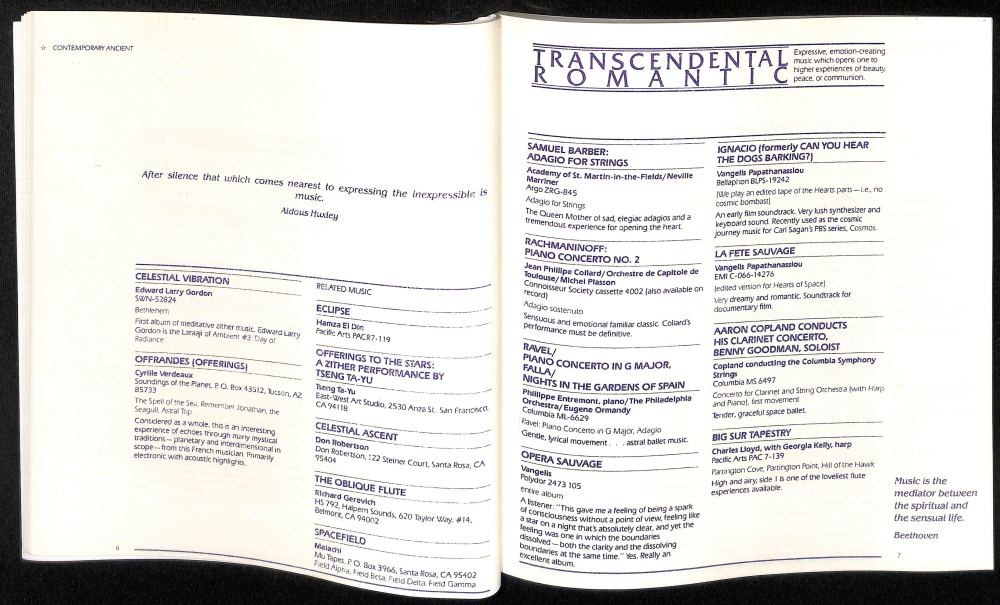 ☆ CONTEMPORARY ANCIENT
After silence that which comes nearest to expressing the inexpressible is
music.
Aldous Huxley
CELESTIAL VIBRATION
Edward Larry Gordon
SWN-52824
Bethlehem
First album of meditative zither music. Edward Larry
Gordon is the Laraaji of Ambient #3: Day of
Radiance.
OFFRANDES (OFFERINGS)
Cyrille Verdeaux
Soundings of the Planet, P. O. Box 43512, Tucson, AZ
85733
The Spell of the Sea, Remember Jonathan, the
Seagull, Astral Trip
Considered as a whole, this is an interesting
experience of echoes through many mystical
traditions — planetary and interdimensional in
scope — from this French musician. Primarily
electronic with acoustic highlights.
RELATED MUSIC
ECLIPSE
Hamza El Din
Pacific Arts PACR7-119
OFFERINGS TO THE STARS:
A ZITHER PERFORMANCE BY
TSENG TA-YU
Tseng Ta-Yu
East-West Art Studio, 2530 Anza St., San Francisco,
CA 94118
CELESTIAL ASCENT
Don Robertson
Don Robertson, 122 Steiner Court, Santa Rosa, CA
95404
THE OBLIQUE FLUTE
Richard Gerevich
HS 792, Halpern Sounds, 620 Taylor Way, #14,
Belmont, CA 94002
SPACEFIELD
Malachi
Mu Tapes, P. O. Box 3966, Santa Rosa, CA 95402
Field Alpha, Field Beta, Field Delta, Field Gamma
6
TRANSCENDENTAL
ROMANTIC
Expressive, emotion-creating
music which opens one to
higher experiences of beauty,
peace, or communion.
SAMUEL BARBER:
ADAGIO FOR STRINGS
Academy of St. Martin-in-the-Fields/Neville
Marriner
Argo ZRG-845
Adagio for Strings
The Queen Mother of sad, elegiac adagios and a
tremendous experience for opening the heart.
RACHMANINOFF:
PIANO CONCERTO NO. 2
Jean Phillipe Collard/Orchestre de Capitole de
Toulouse/Michel Plasson
Connoisseur Society cassette 4002 (also available on
record)
Adagio sostenuto
Sensuous and emotional familiar classic. Collard's
performance must be definitive.
RAVEL/
PIANO CONCERTO IN G MAJOR,
FALLA/
NIGHTS IN THE GARDENS OF SPAIN
Phillippe Entremont, piano/The Philadelphia
Orchestra/Eugene Ormandy
Columbia ML-6629
Ravel: Piano Concerto in G Major, Adagio
Gentle, lyrical movement . . . astral ballet music.
OPERA SAUVAGE
Vangelis
Polydor 2473 105
entire album
A listener: "This gave me a feeling of being a spark
of consciousness without a point of view, feeling like
a star on a night that's absolutely clear, and yet the
feeling was one in which the boundaries
dissolved — both the clarity and the dissolving
boundaries at the same time." Yes. Really an
excellent album.
IGNACIO (formerly CAN YOU HEAR
THE DOGS BARKING?)
Vangelis Papathanassiou
Bellapnon BLPS-19242
(We play an edited tape of the Hearts parts — i.e., no
cosmic bombast)
An early film soundtrack. Very lush synthesizer and
keyboard sound. Recently used as the cosmic
journey music for Carl Sagan's PBS series, Cosmos.
LA FETE SAUVAGE
Vangelis Papathanassiou
EMI C-066-14276
(edited version for Hearts of Space)
Very dreamy and romantic. Soundtrack for
documentary film.
AARON COPLAND CONDUCTS
HIS CLARINET CONCERTO,
BENNY GOODMAN, SOLOIST
Copland conducting the Columbia Symphony
Strings
Columbia MS 6497
Concerto for Clarinet and String Orchestra (with Harp
and Piano), first movement
Tender, graceful space ballet.
BIG SUR TAPESTRY
Charles Lloyd, with Georgia Kelly, harp
Pacific Arts PAC 7-139
Partington Cove, Partington Point, Hill of the Hawk
High and airy, side 1 is one of the loveliest flute
experiences available.
Music is the
mediator between
the spiritual and
the sensual life.
Beethoven
7